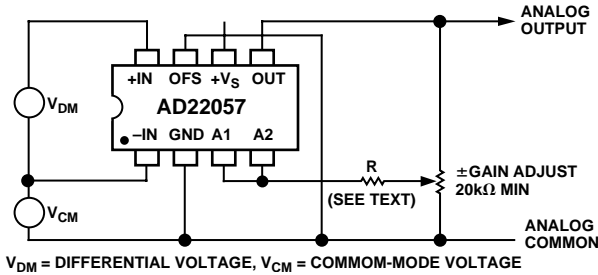 ANALOG
OUTPUT
+IN OFS +VS OUT
AD22057
–IN GND A1 A2
VDM
VCM
R
(SEE TEXT)
±GAIN ADJUST
20kΩ MIN
ANALOG
COMMON
VDM = DIFFERENTIAL VOLTAGE, VCM = COMMOM-MODE VOLTAGE